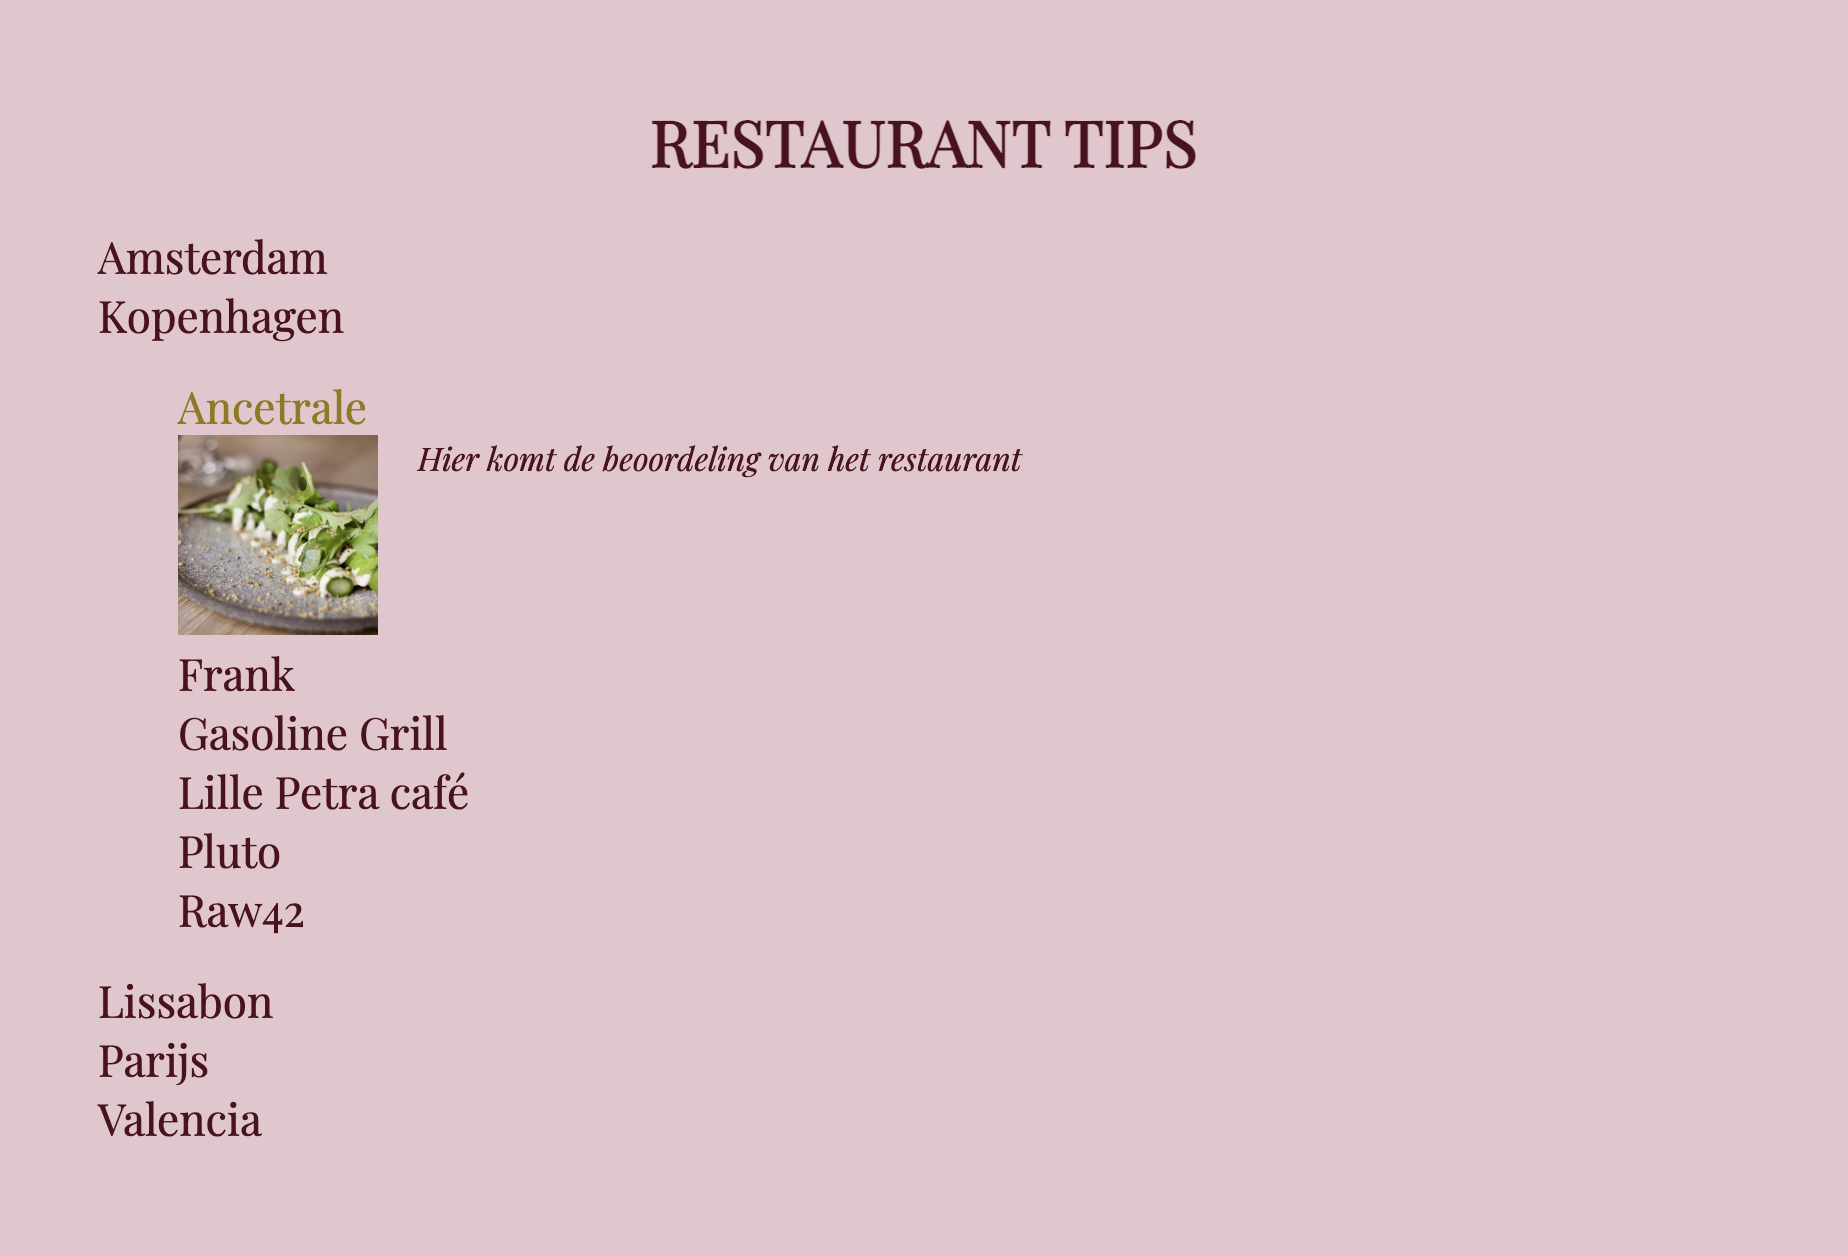 RESTAURANT TIPS
Amsterdam
Kopenhagen
Ancetrale
Hier komt de beoordeling van het restaurant
Frank
Gasoline Grill
Lille Petra café
Pluto
Raw42
Lissabon
Parijs
Valencia